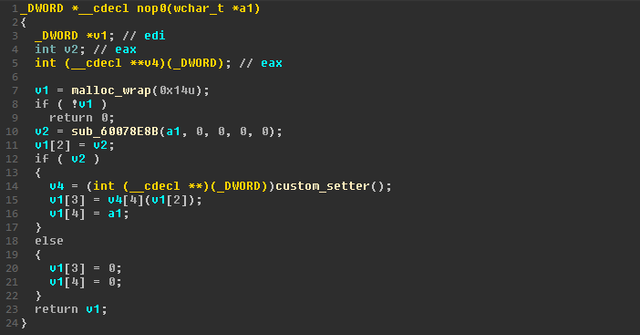 1 _DWORD *__cdecl nop0(wchar_t *a1)
2 {
3   _DWORD *v1; // edi
4   int v2; // eax
5   int (__cdecl **v4)(_DWORD); // eax
6
7   v1 = malloc_wrap(0x14u);
8   if ( !v1 )
9     return 0;
10   v2 = sub_60078E8B(a1, 0, 0, 0, 0);
11   v1[2] = v2;
12   if ( v2 )
13   {
14     v4 = (int (__cdecl **)(_DWORD))custom_setter();
15     v1[3] = v4[4](v1[2]);
16     v1[4] = a1;
17   }
18   else
19   {
20     v1[3] = 0;
21     v1[4] = 0;
22   }
23   return v1;
24 }